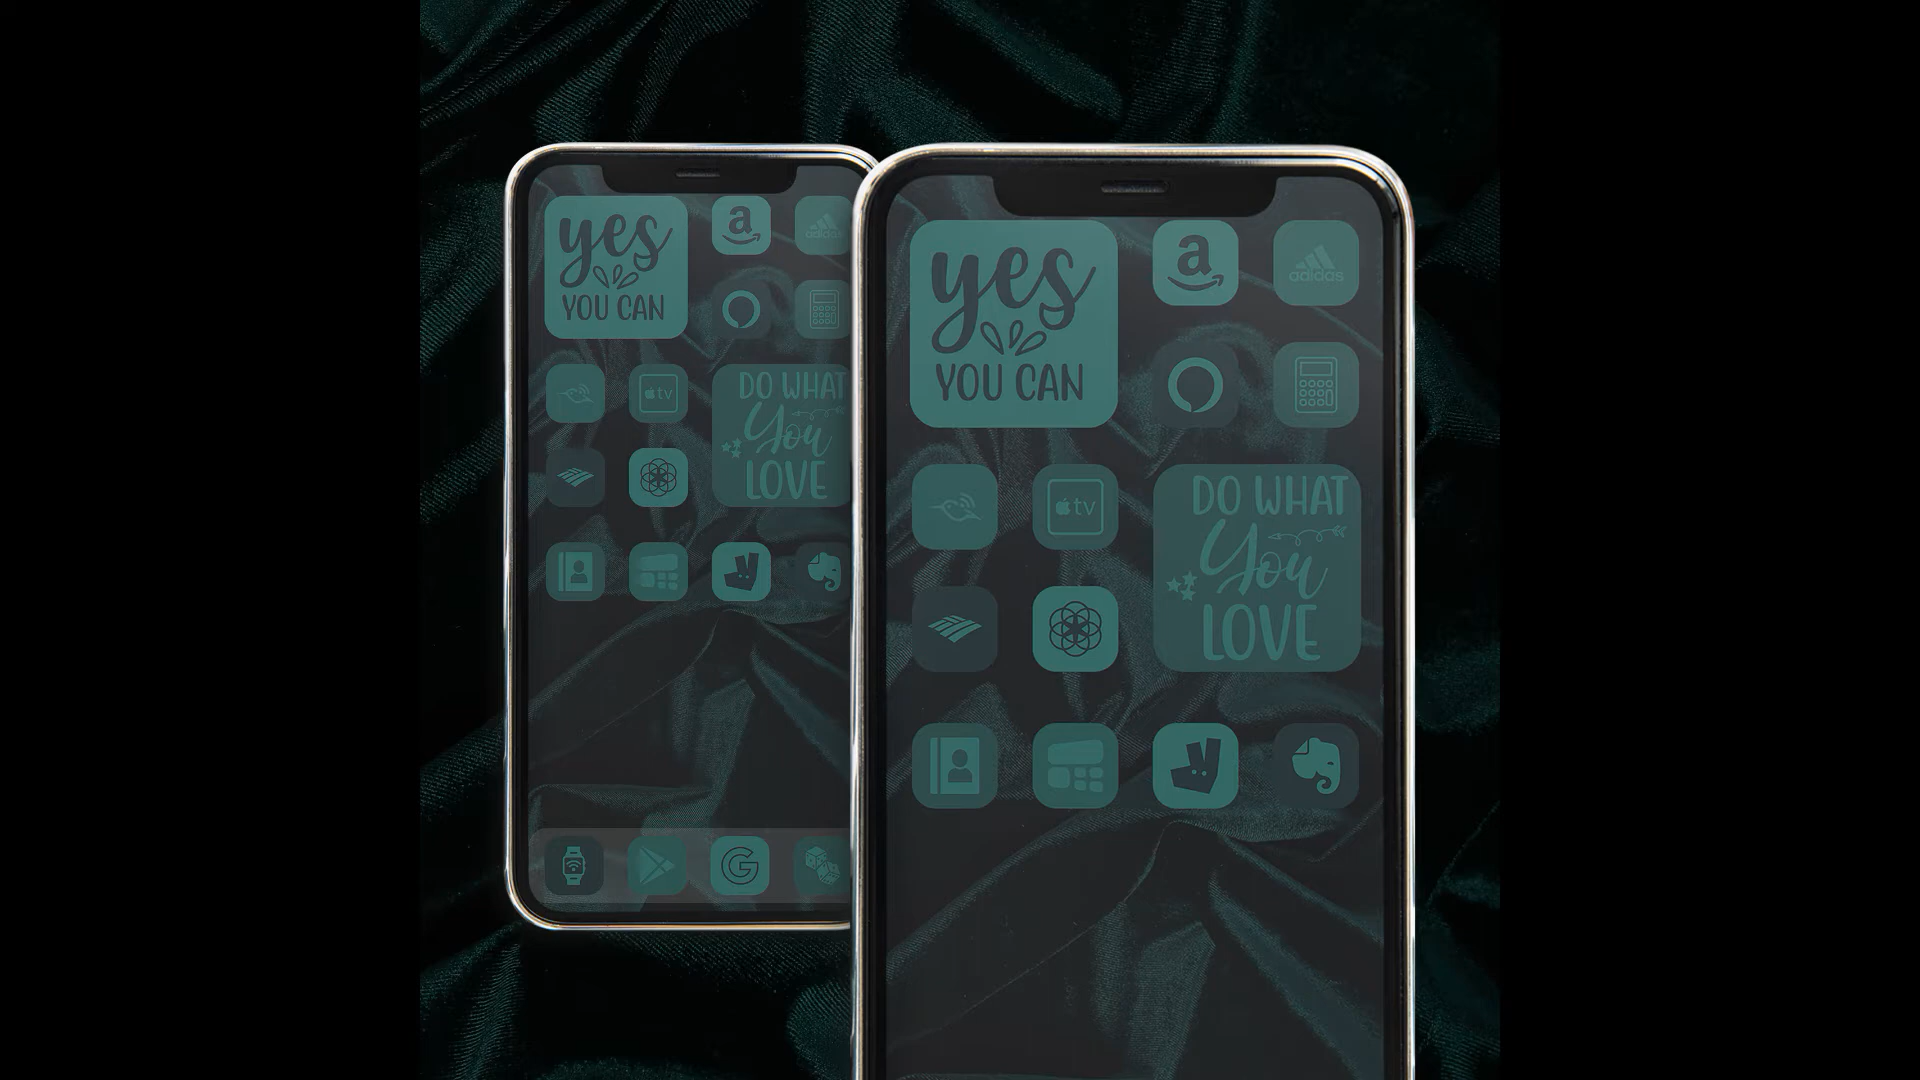 yes
YOU CAN
a
adidas
tv
DO WHAT
You
LOVE
G
yes
YOU CAN
a
adidas
tv
DO WHAT
You
LOVE